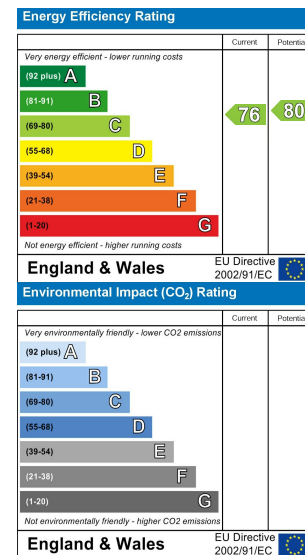 Energy Efficiency Rating
Current Potential
Very energy efficient - lower running costs
(92 plus) A
(81-91) B
(69-80) C
76 80
(55-68) D
(39-54) E
(21-38) F
(1-20) G
Not energy efficient - higher running costs
England & Wales
EU Directive
2002/91/EC
Environmental Impact (CO₂) Rating
Current Potential
Very environmentally friendly - lower CO2 emissions
(92 plus) A
(81-91) B
(69-80) C
(55-68) D
(39-54) E
(21-38) F
(1-20) G
Not environmentally friendly - higher CO2 emissions
England & Wales
EU Directive
2002/91/EC